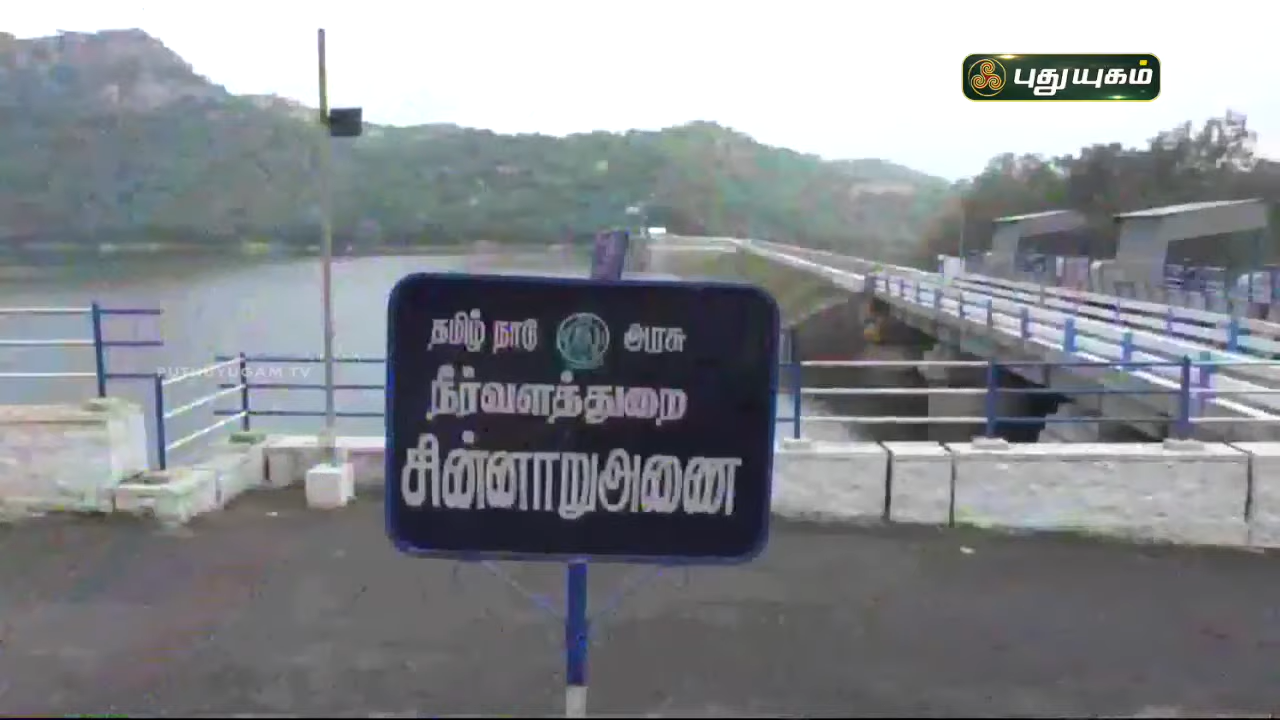 புதுயுகம்
தமிழ் நாடு அரசு
நீர்வளத்துறை
சின்னாறுஅணை
PUTHUYUGAM TV